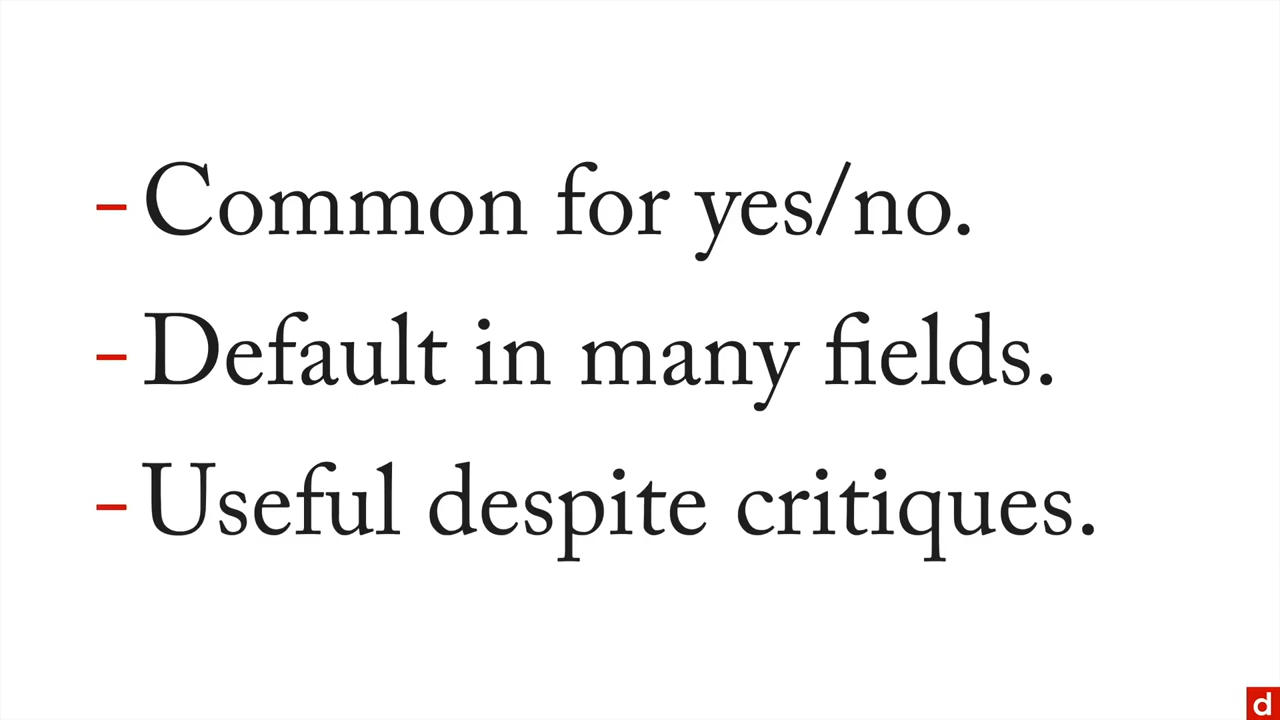 - Common for yes/no.
- Default in many fields.
- Useful despite critiques.
d